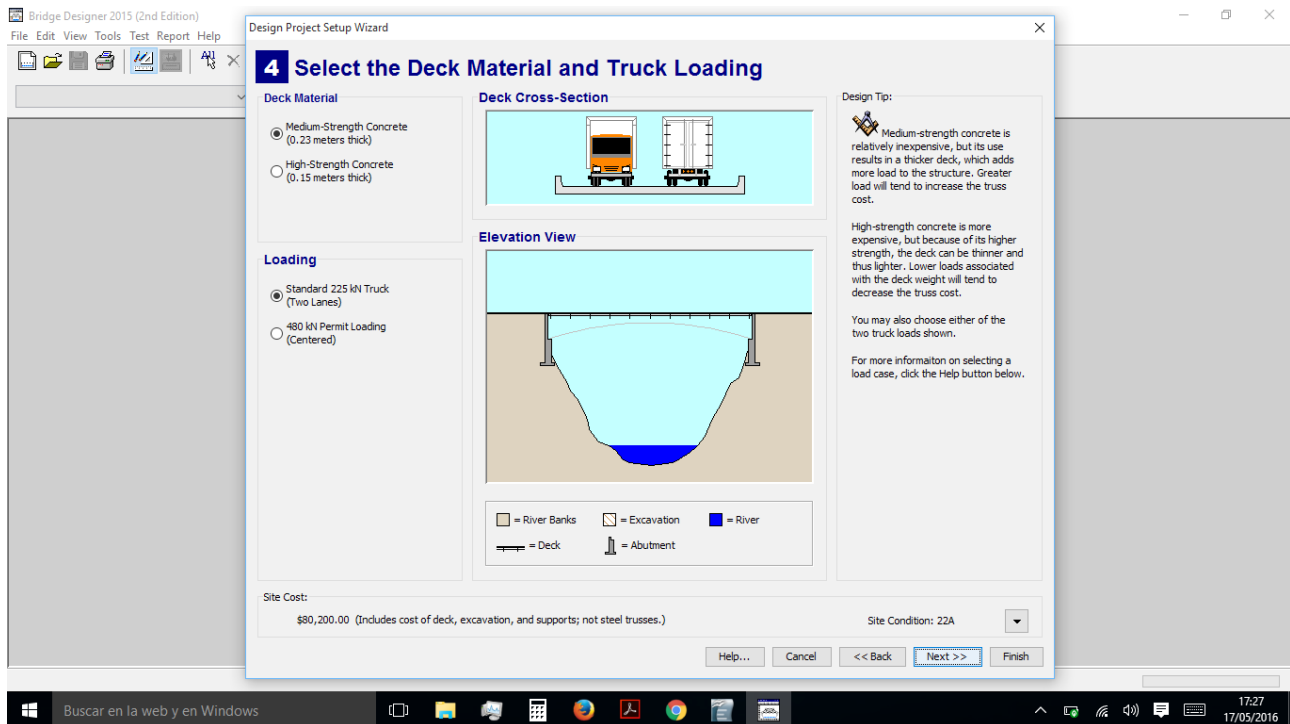 Bridge Designer 2015 (2nd Edition)
File Edit View Tools Test Report Help
Design Project Setup Wizard
4 Select the Deck Material and Truck Loading
Deck Material
Medium-Strength Concrete
(0.23 meters thick)
High-Strength Concrete
(0.15 meters thick)
Loading
Standard 225 kN Truck
(Two Lanes)
480 kN Permit Loading
(Centered)
Deck Cross-Section
Elevation View
= River Banks
= Excavation
= River
= Deck
= Abutment
Design Tip:
Medium-strength concrete is
relatively inexpensive, but its use
results in a thicker deck, which adds
more load to the structure. Greater
load will tend to increase the truss
cost.
High-strength concrete is more
expensive, but because of its higher
strength, the deck can be thinner and
thus lighter. Lower loads associated
with the deck weight will tend to
decrease the truss cost.
You may also choose either of the
two truck loads shown.
For more informaiton on selecting a
load case, click the Help button below.
Site Cost:
$80,200.00 (Includes cost of deck, excavation, and supports; not steel trusses.)
Site Condition: 22A
Help... Cancel << Back Next >> Finish
Buscar en la web y en Windows
17:27
17/05/2016